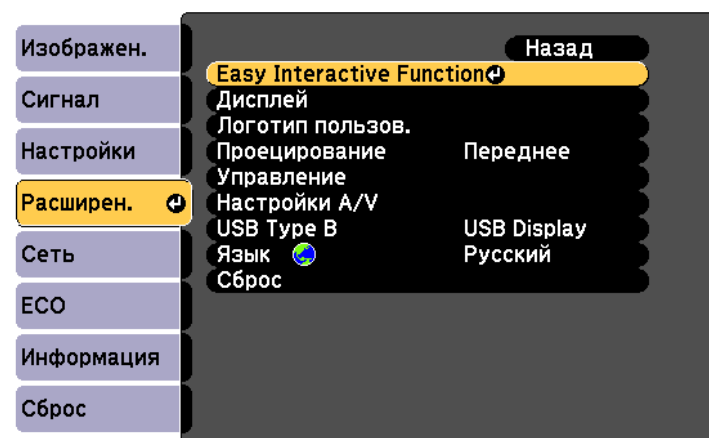 Изображен.
Сигнал
Настройки
Расширен.
Сеть
ECO
Информация
Сброс
Назад
Easy Interactive Function
Дисплей
Логотип пользов.
Проецирование Переднее
Управление
Настройки A/V
USB Type B USB Display
Язык Русский
Сброс